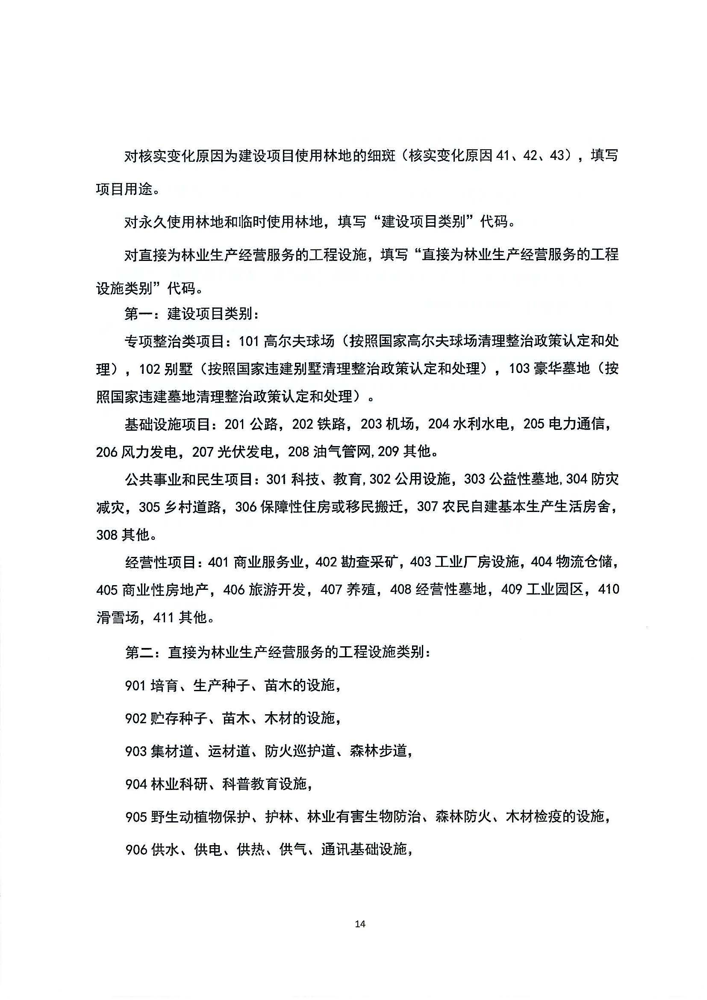 对核实变化原因为建设项目使用林地的细斑（核实变化原因 41、42、43），填写
项目用途。
对永久使用林地和临时使用林地，填写“建设项目类别”代码。
对直接为林业生产经营服务的工程设施，填写“直接为林业生产经营服务的工程
设施类别”代码。
第一：建设项目类别：
专项整治类项目：101 高尔夫球场（按照国家高尔夫球场清理整治政策认定和处
理），102 别墅（按照国家违建别墅清理整治政策认定和处理），103 豪华墓地（按
照国家违建墓地清理整治政策认定和处理）。
基础设施项目：201 公路，202 铁路，203 机场，204 水利水电，205 电力通信，
206 风力发电，207 光伏发电，208 油气管网,209 其他。
公共事业和民生项目：301 科技、教育,302 公用设施，303 公益性墓地,304 防灾
减灾，305 乡村道路，306 保障性住房或移民搬迁，307 农民自建基本生产生活房舍，
308 其他。
经营性项目：401 商业服务业，402 勘查采矿，403 工业厂房设施，404 物流仓储，
405 商业性房地产，406 旅游开发，407 养殖，408 经营性墓地，409 工业园区，410
滑雪场，411 其他。
第二：直接为林业生产经营服务的工程设施类别：
901 培育、生产种子、苗木的设施，
902 贮存种子、苗木、木材的设施，
903 集材道、运材道、防火巡护道、森林步道，
904 林业科研、科普教育设施，
905 野生动植物保护、护林、林业有害生物防治、森林防火、木材检疫的设施，
906 供水、供电、供热、供气、通讯基础设施，
14